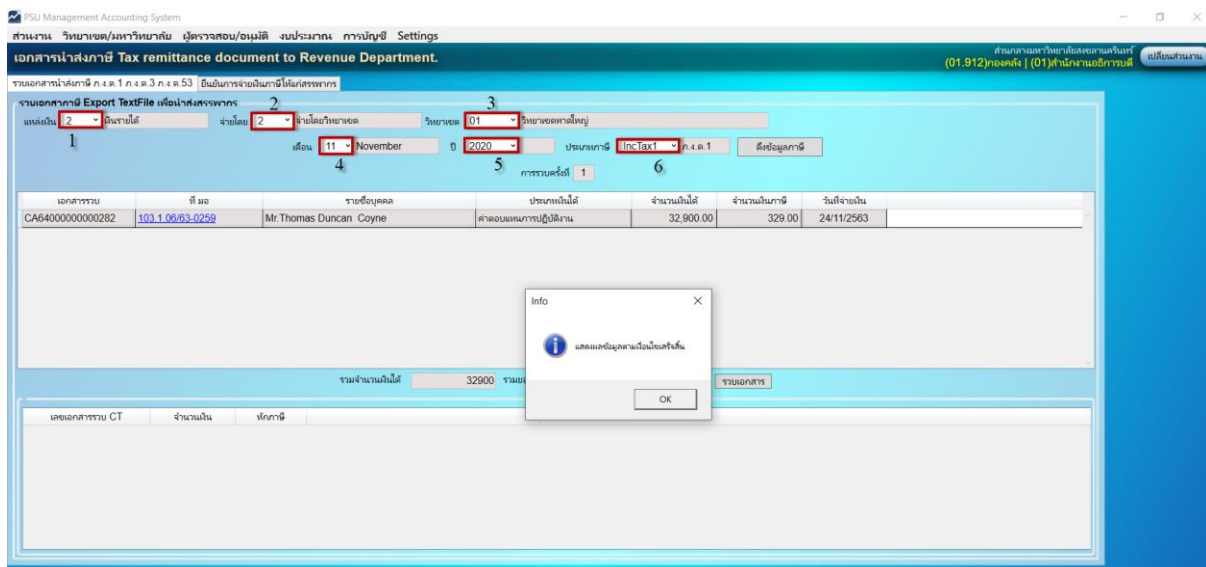 PSU Management Accounting System
ส่วนงาน วิทยาเขต/มหาวิทยาลัย ผู้ตรวจสอบ/อนุมัติ งบประมาณ การบัญชี Settings
เอกสารนำส่งภาษี Tax remittance document to Revenue Department.
ส่วนกลางมหาวิทยาลัยสงขลานครินทร์
(01.912)กองคลัง | (01)สำนักงานอธิการบดี
เปลี่ยนส่วนงาน
รวบเอกสารนำส่งภาษี ภ.ง.ด.1 ภ.ง.ด.3 ภ.ง.ด.53 ยืนยันการจ่ายเงินภาษีให้แก่สรรพากร
รวบเอกสาภาษี Export TextFile เพื่อนำส่งสรรพากร
2 3
แหล่งเงิน 2 เงินรายได้ จ่ายโดย 2 จ่ายโดยวิทยาเขต วิทยาเขต 01 วิทยาเขตหาดใหญ่
1
เดือน 11 November ปี 2020 ประเภทภาษี IncTax1 ภ.ง.ด.1 ดึงข้อมูลภาษี
4 5 6
การรวบครั้งที่ 1
เอกสารรวบ ที่ มอ รายชื่อบุคคล ประเภทเงินได้ จำนวนเงินได้ จำนวนเงินภาษี วันที่จ่ายเงิน
CA64000000000282 103.1.06/63-0259 Mr.Thomas Duncan Coyne ค่าตอบแทนการปฏิบัติงาน 32,900.00 329.00 24/11/2563
Info
แสดงผลข้อมูลตามเงื่อนไขเสร็จสิ้น
OK
รวมจำนวนเงินได้ 32900 รวบเอกสาร
เลขเอกสารรวบ CT จำนวนเงิน หักภาษี